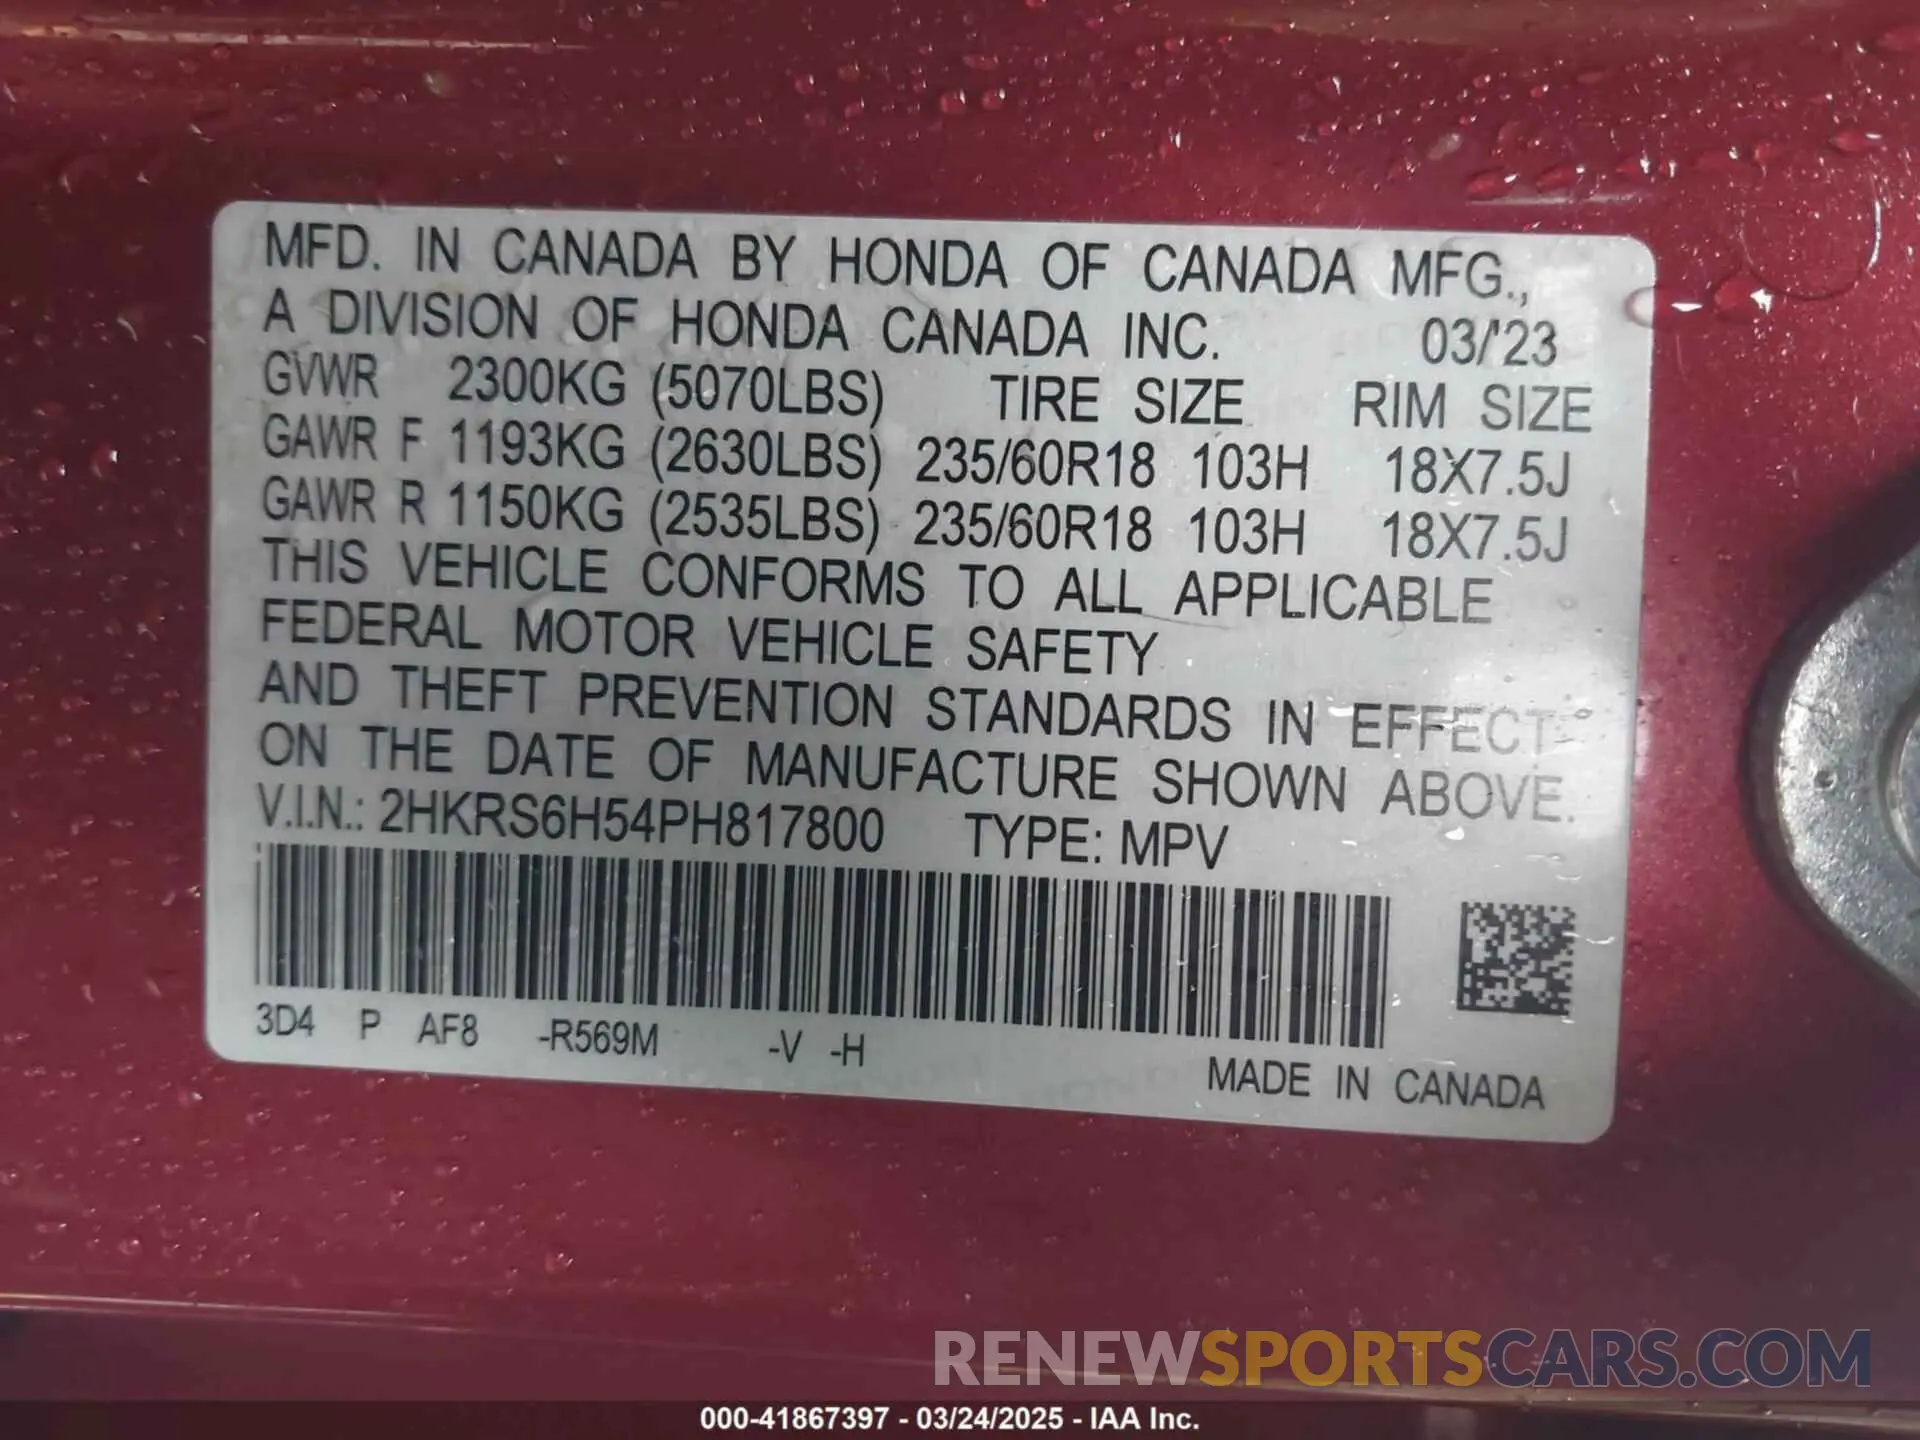 MFD. IN CANADA BY HONDA OF CANADA MFG.,
A DIVISION OF HONDA CANADA INC. 03/'23
GVWR 2300KG (5070LBS) TIRE SIZE RIM SIZE
GAWR F 1193KG (2630LBS) 235/60R18 103H 18X7.5J
GAWR R 1150KG (2535LBS) 235/60R18 103H 18X7.5J
THIS VEHICLE CONFORMS TO ALL APPLICABLE
FEDERAL MOTOR VEHICLE SAFETY
AND THEFT PREVENTION STANDARDS IN EFFECT
ON THE DATE OF MANUFACTURE SHOWN ABOVE.
V.I.N.: 2HKRS6H54PH817800 TYPE: MPV
3D4 P AF8 -R569M -V -H
MADE IN CANADA
RENEWSPORTSCARS.COM
000-41867397 - 03/24/2025 - IAA Inc.